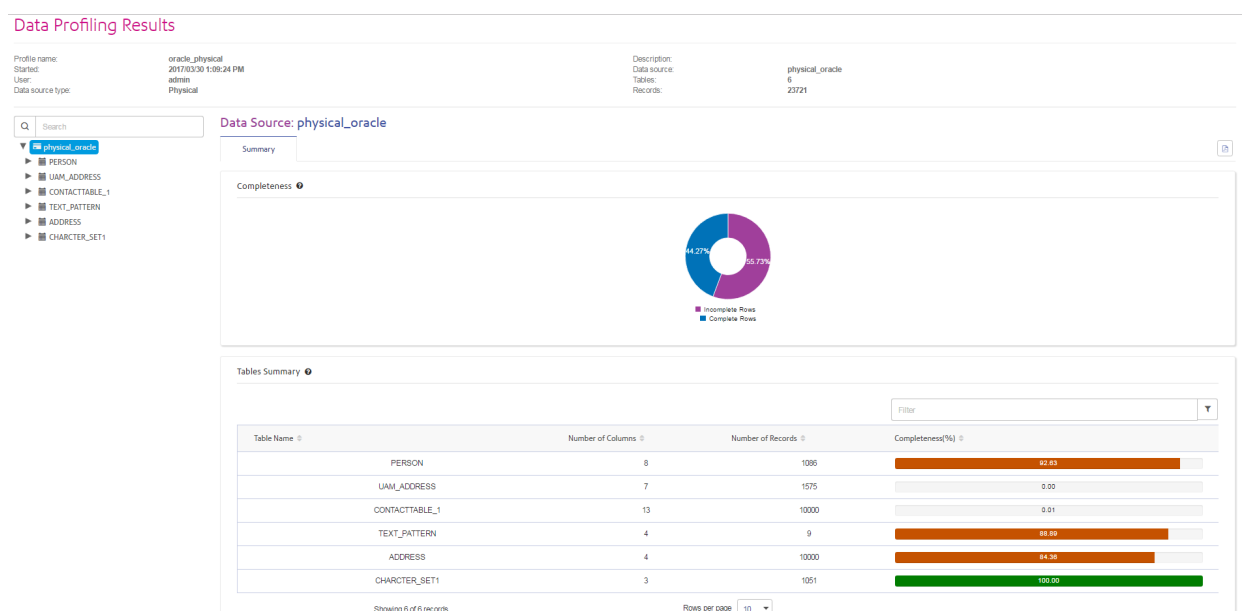 Data Profiling Results
Profile name: oracle_physical Description:
Started: 2017/03/30 1:09:24 PM Data source: physical_oracle
User: admin Tables: 6
Data source type: Physical Records: 23721
Search
Data Source: physical_oracle
physical_oracle
Summary
PERSON
UAM_ADDRESS
CONTACTTABLE_1
TEXT_PATTERN
ADDRESS
CHARCTER_SET1
Completeness
44.27%
55.73%
Incomplete Rows
Complete Rows
Tables Summary
Filter
Table Name Number of Columns Number of Records Completeness(%)
PERSON 8 1086 92.63
UAM_ADDRESS 7 1575 0.00
CONTACTTABLE_1 13 10000 0.01
TEXT_PATTERN 4 9 88.89
ADDRESS 4 10000 84.36
CHARCTER_SET1 3 1051 100.00
Showing 6 of 6 records Rows per page 10